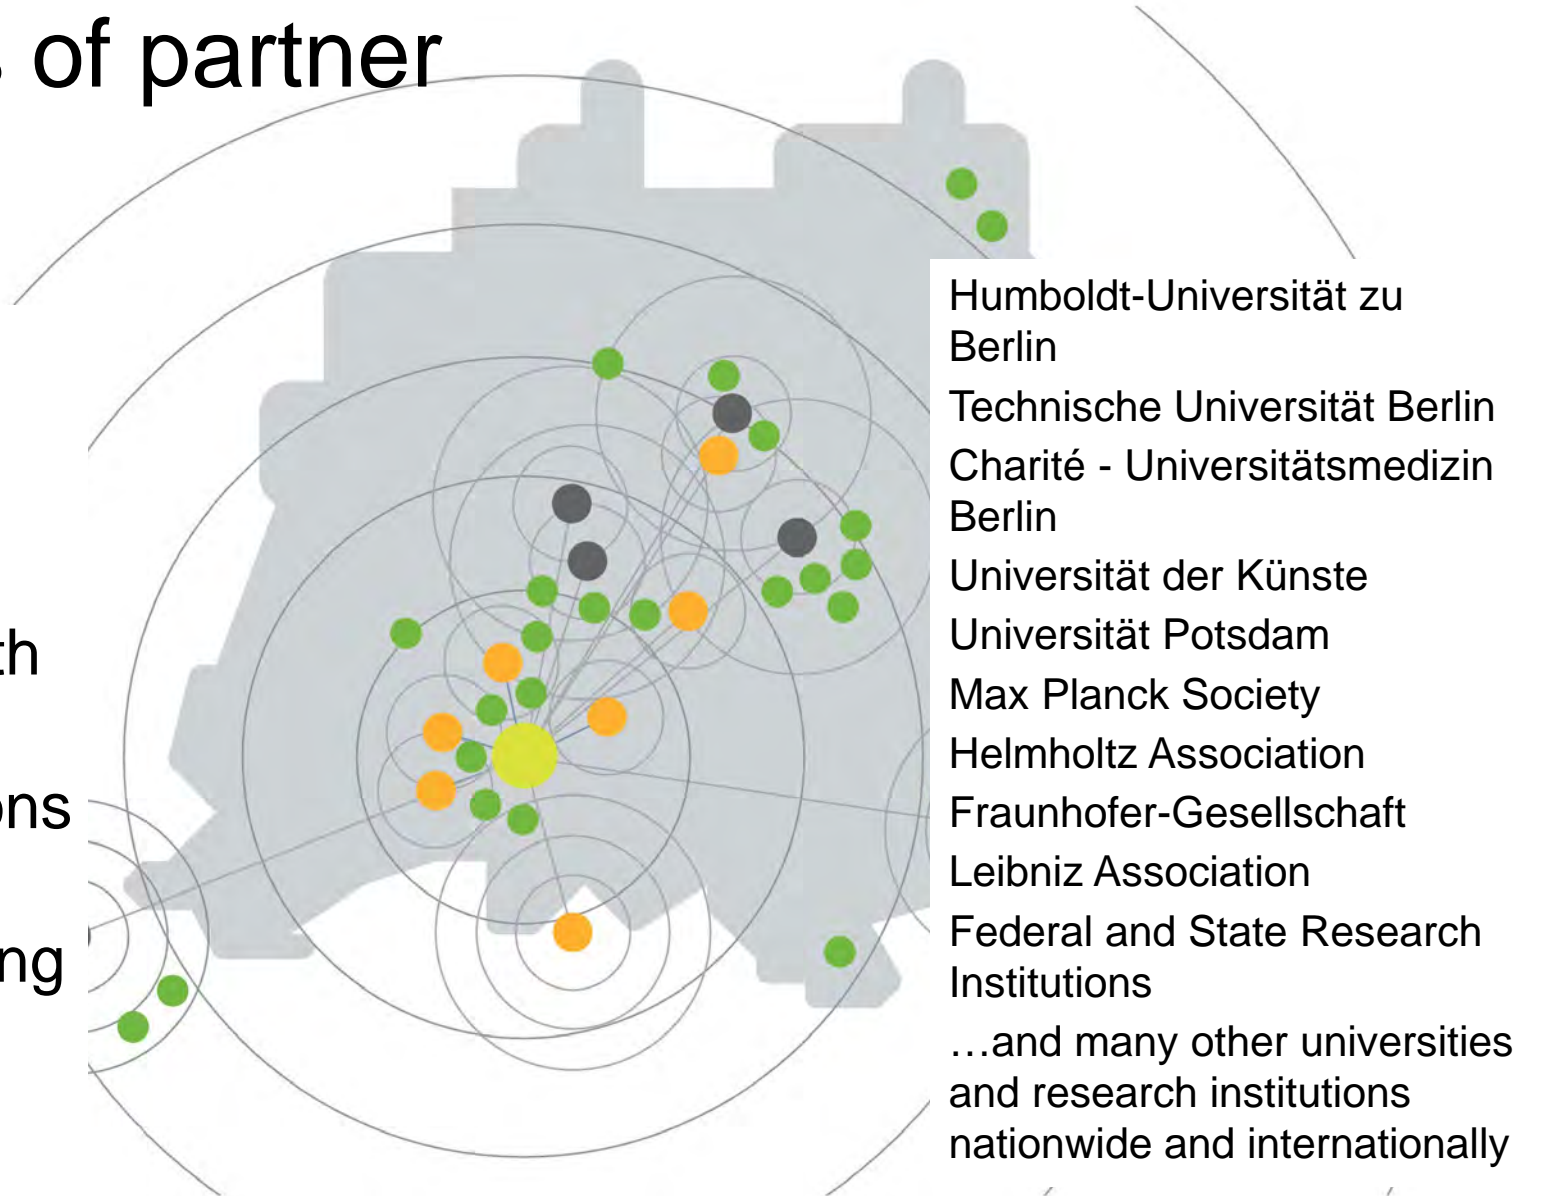 of partner
Humboldt-Universität zu
Berlin
Technische Universität Berlin
Charité - Universitätsmedizin
Berlin
Universität der Künste
Universität Potsdam
th
Max Planck Society
Helmholtz Association
ons
Fraunhofer-Gesellschaft
Leibniz Association
Federal and State Research
ng
Institutions
…and many other universities
and research institutions
nationwide and internationally